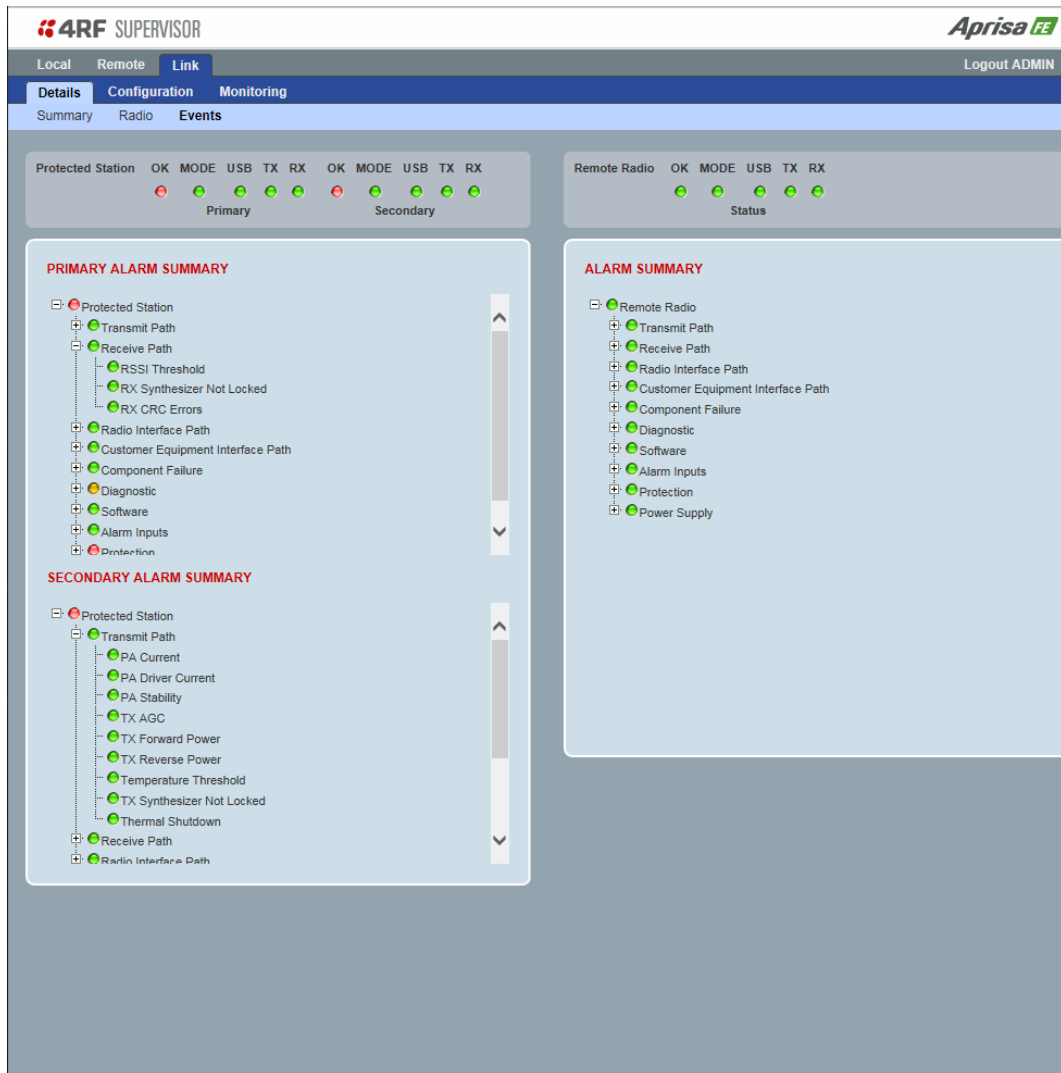 4RF SUPERVISOR
Aprisa FE
Local Remote Link Logout ADMIN
Details Configuration Monitoring
Summary Radio Events
Protected Station OK MODE USB TX RX OK MODE USB TX RX
Primary Secondary
Remote Radio OK MODE USB TX RX
Status
PRIMARY ALARM SUMMARY
Protected Station
Transmit Path
Receive Path
RSSI Threshold
RX Synthesizer Not Locked
RX CRC Errors
Radio Interface Path
Customer Equipment Interface Path
Component Failure
Diagnostic
Software
Alarm Inputs
Protection
SECONDARY ALARM SUMMARY
Protected Station
Transmit Path
PA Current
PA Driver Current
PA Stability
TX AGC
TX Forward Power
TX Reverse Power
Temperature Threshold
TX Synthesizer Not Locked
Thermal Shutdown
Receive Path
Radio Interface Path
ALARM SUMMARY
Remote Radio
Transmit Path
Receive Path
Radio Interface Path
Customer Equipment Interface Path
Component Failure
Diagnostic
Software
Alarm Inputs
Protection
Power Supply